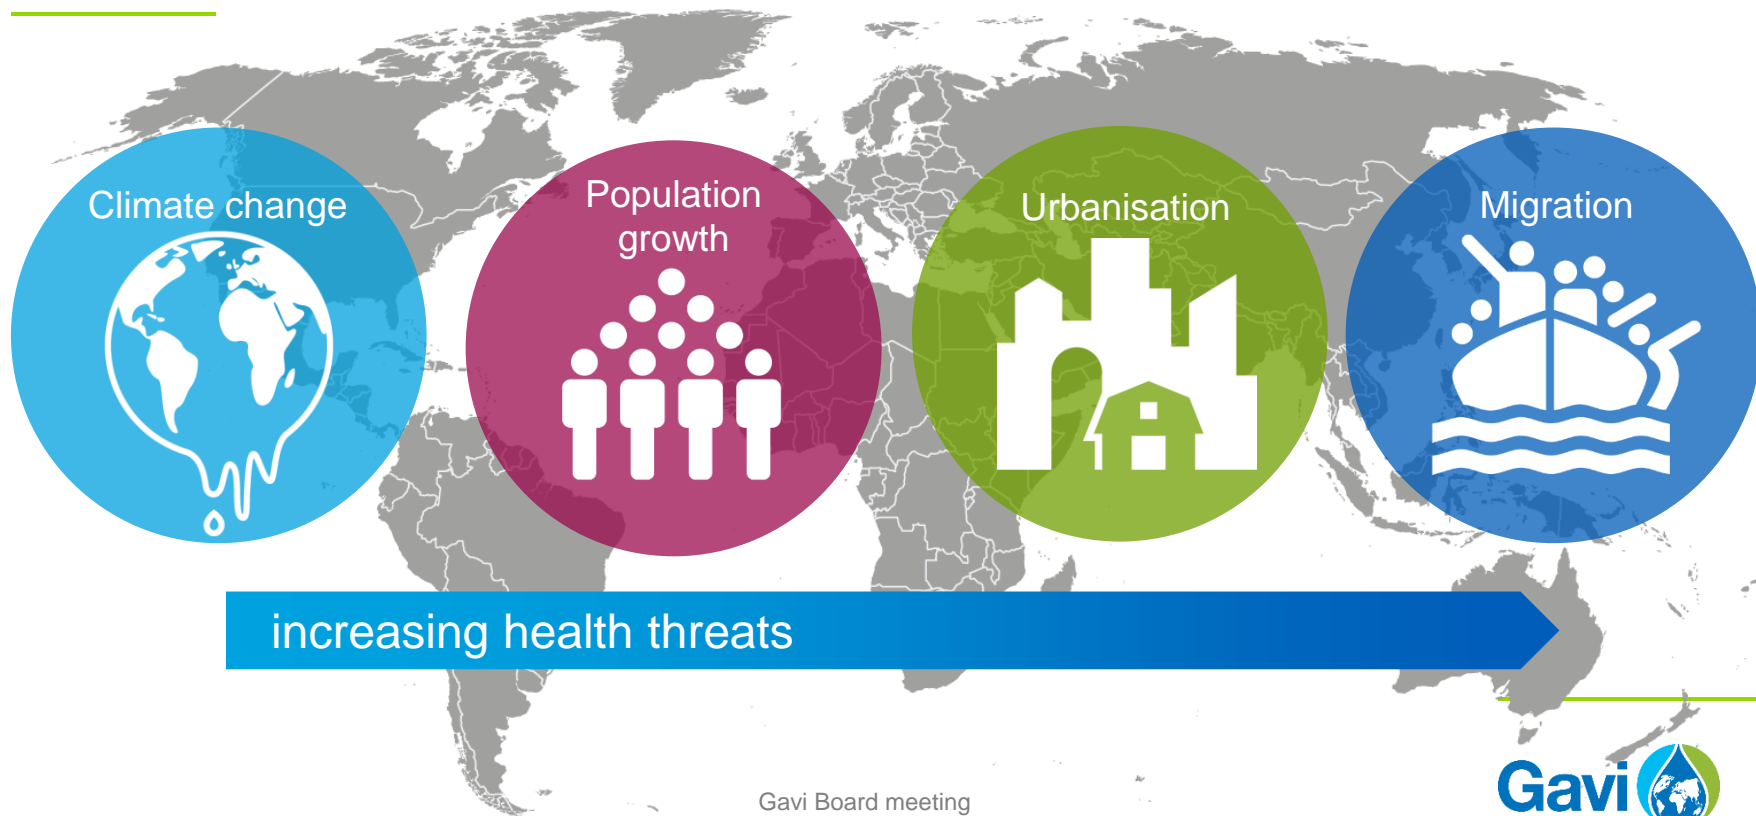 Climate change
Population
growth
Urbanisation
Migration
increasing health threats
Gavi Board meeting
Gavi